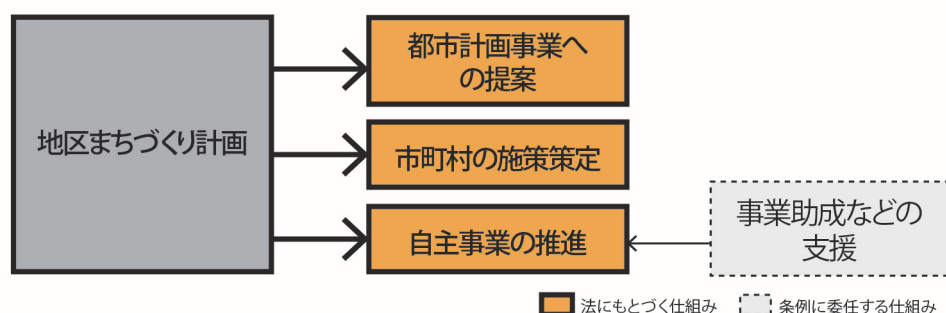 地区まちづくり計画
都市計画事業へ
の提案
市町村の施策策定
自主事業の推進
事業助成などの
支援
法にもとづく仕組み
条例に委任する仕組み